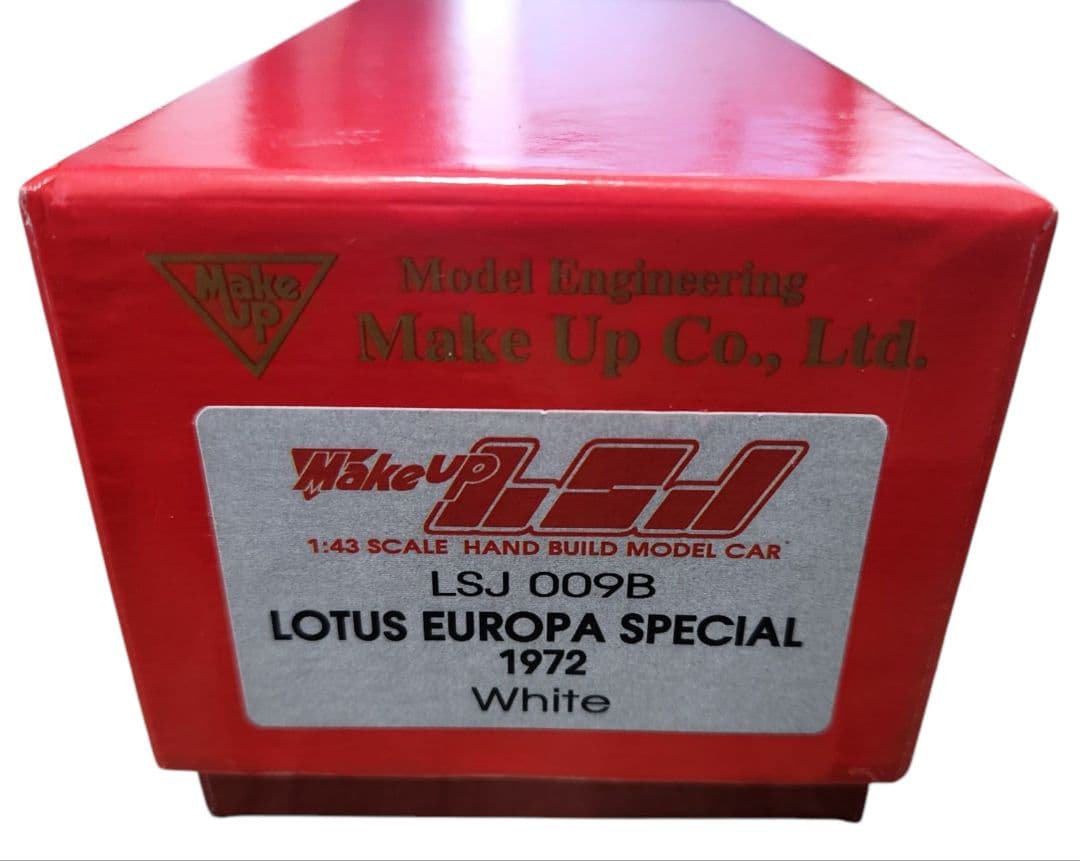 Make Up
Model Engineering
Make Up Co., Ltd.
Make up LSJ
1:43 SCALE HAND BUILD MODEL CAR
LSJ 009B
LOTUS EUROPA SPECIAL
1972
White